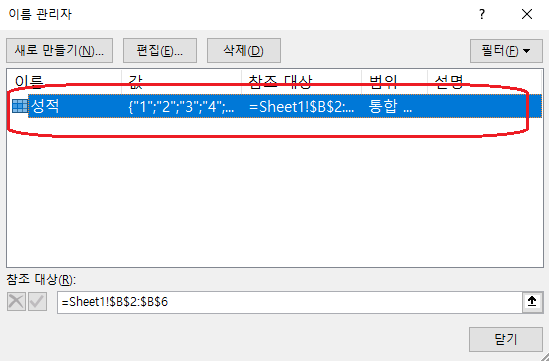 이름 관리자 ? ×
새로 만들기(N)... 편집(E)... 삭제(D) 필터(F)
이름 값 참조 대상 범위 설명
성적 {"1";"2";"3";"4";... =Sheet1!$B$2:... 통합 ...
참조 대상(R):
=Sheet1!$B$2:$B$6
닫기